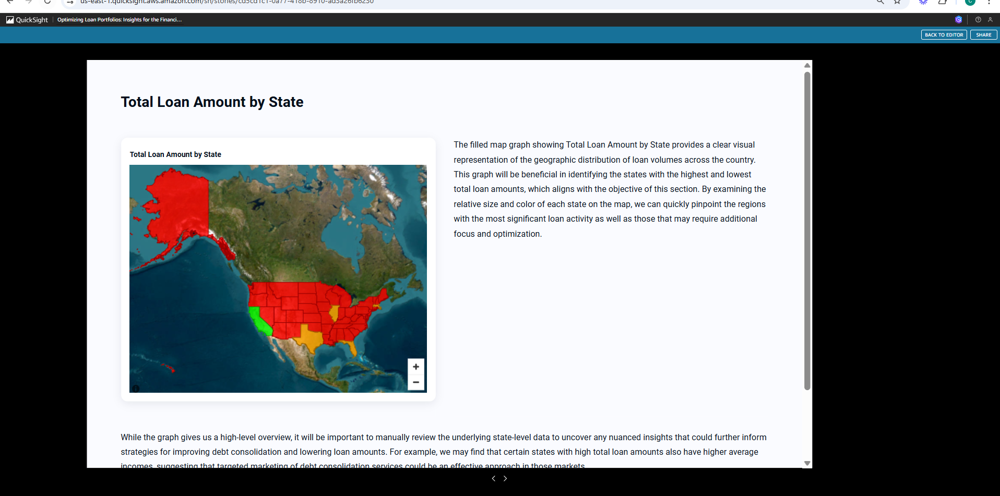 us-east-1.quicksight.aws.amazon.com/sn/stories/cd5cd1c1-0a77-418b-8910-ad3a26fb6230
QuickSight
Optimizing Loan Portfolios: Insights for the Financi...
BACK TO EDITOR
SHARE
Total Loan Amount by State
Total Loan Amount by State
The filled map graph showing Total Loan Amount by State provides a clear visual
representation of the geographic distribution of loan volumes across the country.
This graph will be beneficial in identifying the states with the highest and lowest
total loan amounts, which aligns with the objective of this section. By examining the
relative size and color of each state on the map, we can quickly pinpoint the regions
with the most significant loan activity as well as those that may require additional
focus and optimization.
While the graph gives us a high-level overview, it will be important to manually review the underlying state-level data to uncover any nuanced insights that could further inform
strategies for improving debt consolidation and lowering loan amounts. For example, we may find that certain states with high total loan amounts also have higher average
incomes, suggesting that targeted marketing of debt consolidation services could be an effective approach in those markets.